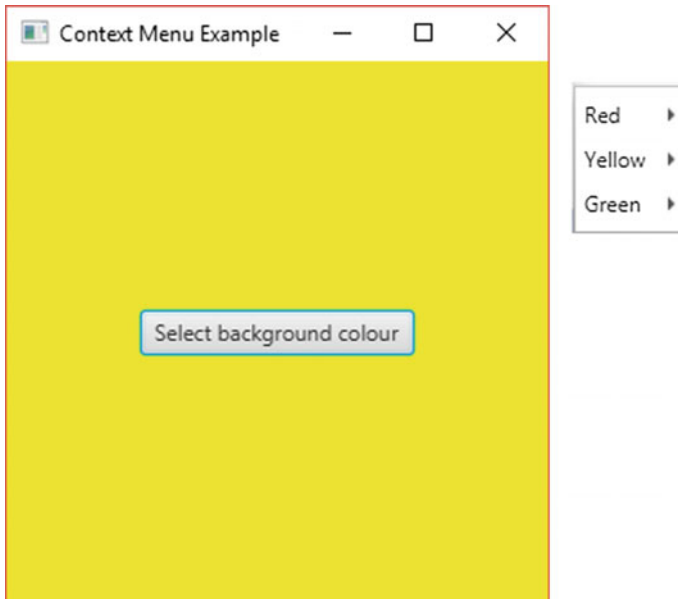 Context Menu Example
Red
Yellow
Green
Select background colour